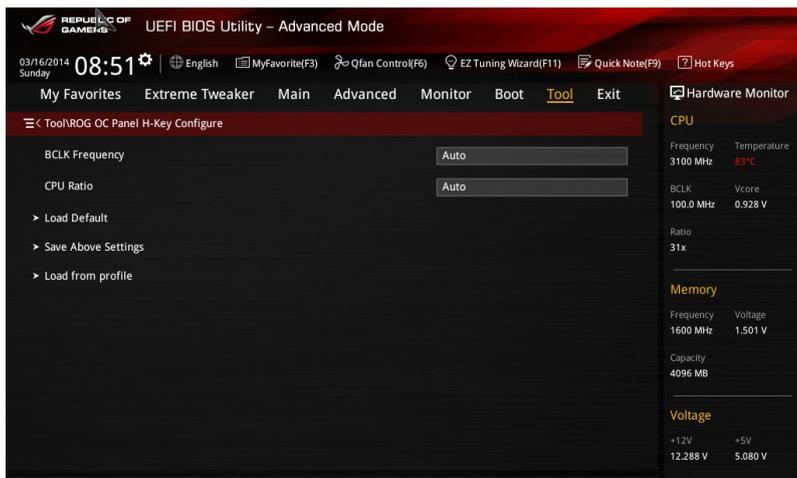 REPUBLIC OF
GAMERS
UEFI BIOS Utility – Advanced Mode
03/16/2014
Sunday
08:51
English
MyFavorite(F3)
Qfan Control(F6)
EZ Tuning Wizard(F11)
Quick Note(F9)
? Hot Keys
My Favorites Extreme Tweaker Main Advanced Monitor Boot Tool Exit
Hardware Monitor
Tool\ROG OC Panel H-Key Configure
BCLK Frequency Auto
CPU Ratio Auto
> Load Default
> Save Above Settings
> Load from profile
CPU
Frequency Temperature
3100 MHz 83°C
BCLK Vcore
100.0 MHz 0.928 V
Ratio
31x
Memory
Frequency Voltage
1600 MHz 1.501 V
Capacity
4096 MB
Voltage
+12V +5V
12.288 V 5.080 V